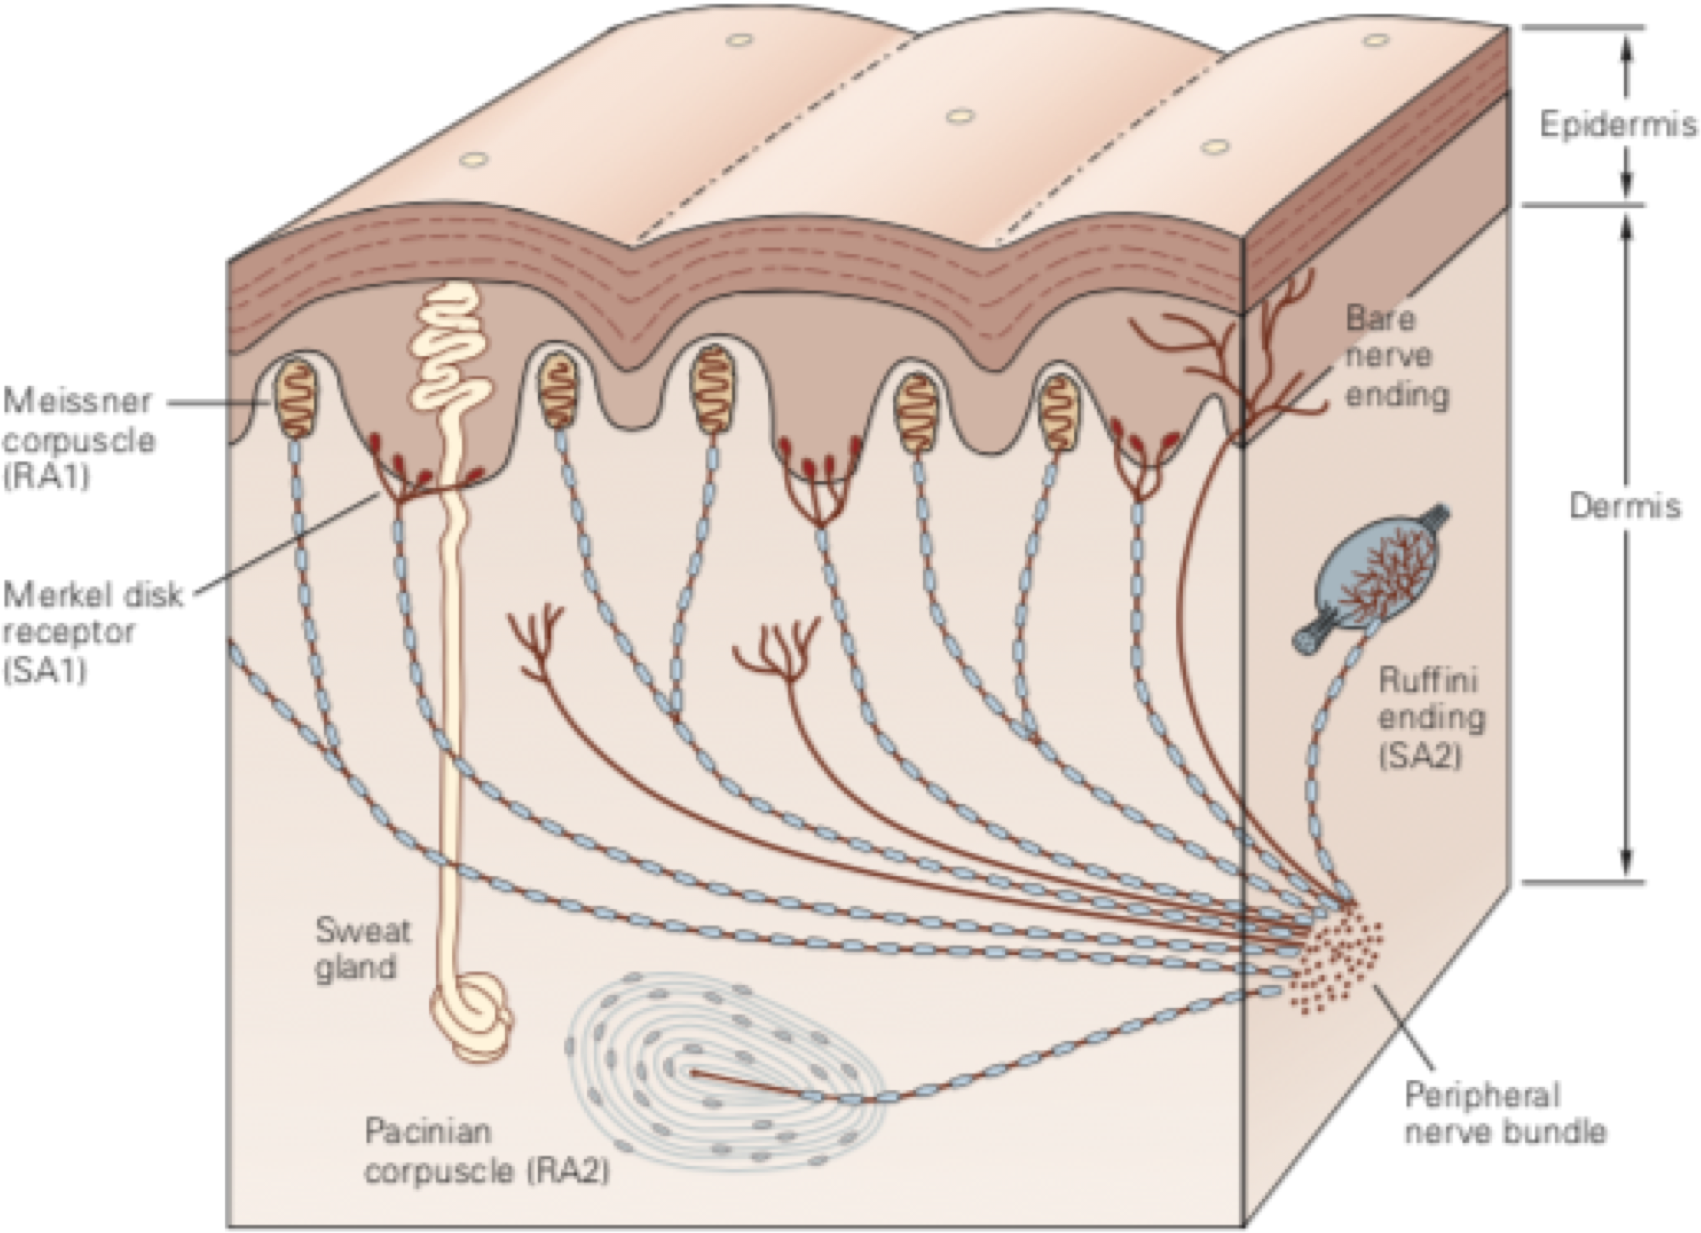 Epidermis
Bare
nerve
ending
Meissner
corpuscle
(RA1)
Dermis
Merkel disk
receptor
(SA1)
Ruffini
ending
(SA2)
Sweat
gland
Peripheral
nerve bundle
Pacinian
corpuscle (RA2)